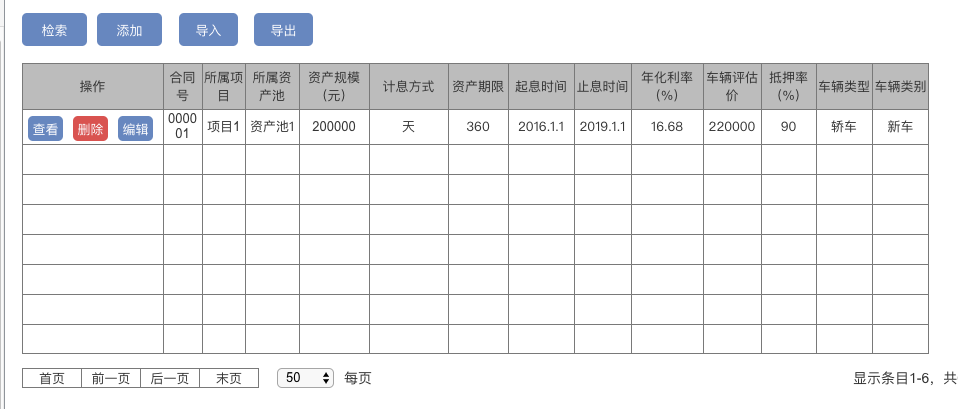 检索 添加 导入 导出
操作 合同号 所属项目 所属资产池 资产规模（元） 计息方式 资产期限 起息时间 止息时间 年化利率（%） 车辆评估价 抵押率（%） 车辆类型 车辆类别
查看 删除 编辑 000001 项目1 资产池1 200000 天 360 2016.1.1 2019.1.1 16.68 220000 90 轿车 新车
首页 前一页 后一页 末页 50 每页 显示条目1-6，共